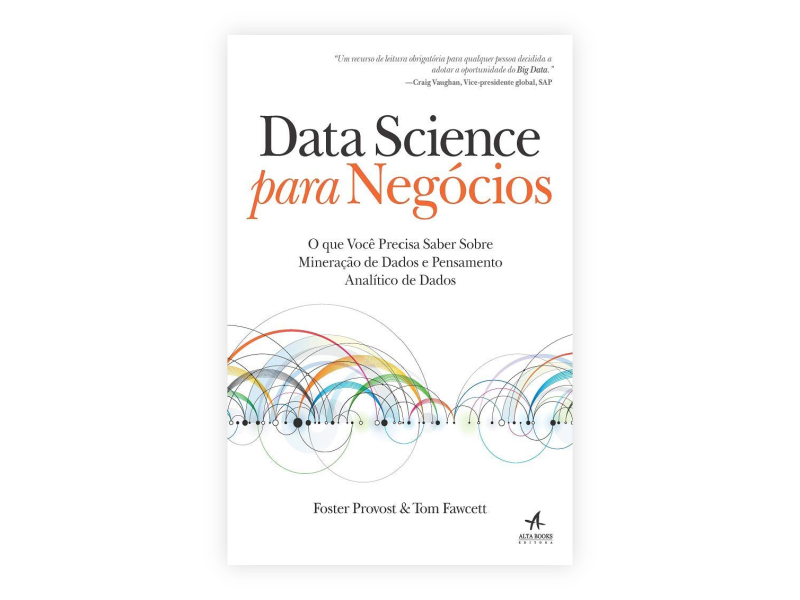 “Um recurso de leitura obrigatória para qualquer pessoa decidida a
adotar a oportunidade do Big Data.”
—Craig Vaughan, Vice-presidente global, SAP
Data Science
para Negócios
O que Você Precisa Saber Sobre
Mineração de Dados e Pensamento
Analítico de Dados
Foster Provost & Tom Fawcett
ALTA BOOKS
EDITORA